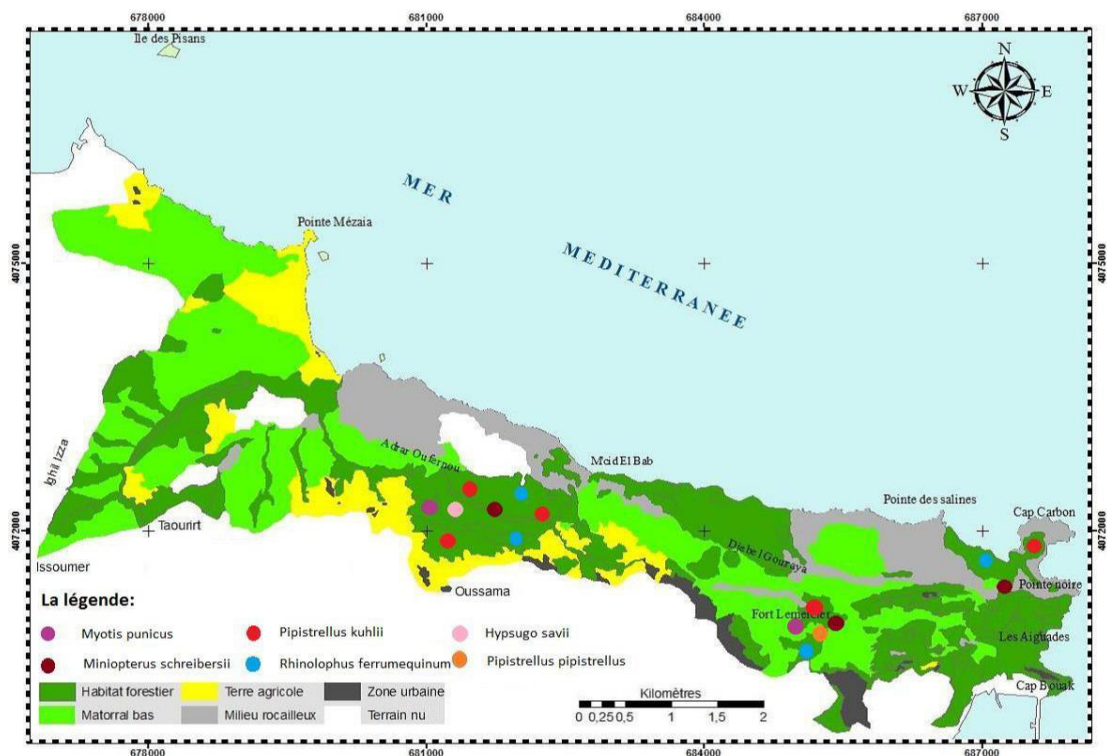 678000 681000 684000 687000
Ile des Pisans
N
W E
S
MER
Pointe Mézaia
4075000 4075000
MEDITERRANEE
Adrar Oufernou
M'cid El Bab
Ighil Izza
Pointe des salines
Cap Carbon
4072000 4072000
Taourirt
Djebel Gouraya
Issoumer
Oussama
Pointe noire
La légende:
Fort Lemercier
Les Aiguades
Myotis punicus
Pipistrellus kuhlii
Hypsugo savii
Miniopterus schreibersii
Rhinolophus ferrumequinum
Pipistrellus pipistrellus
Cap Bouak
Habitat forestier
Terre agricole
Zone urbaine
Matorral bas
Milieu rocailleux
Terrain nu
Kilomètres
0 0,25 0,5 1 1,5 2
678000 681000 684000 687000